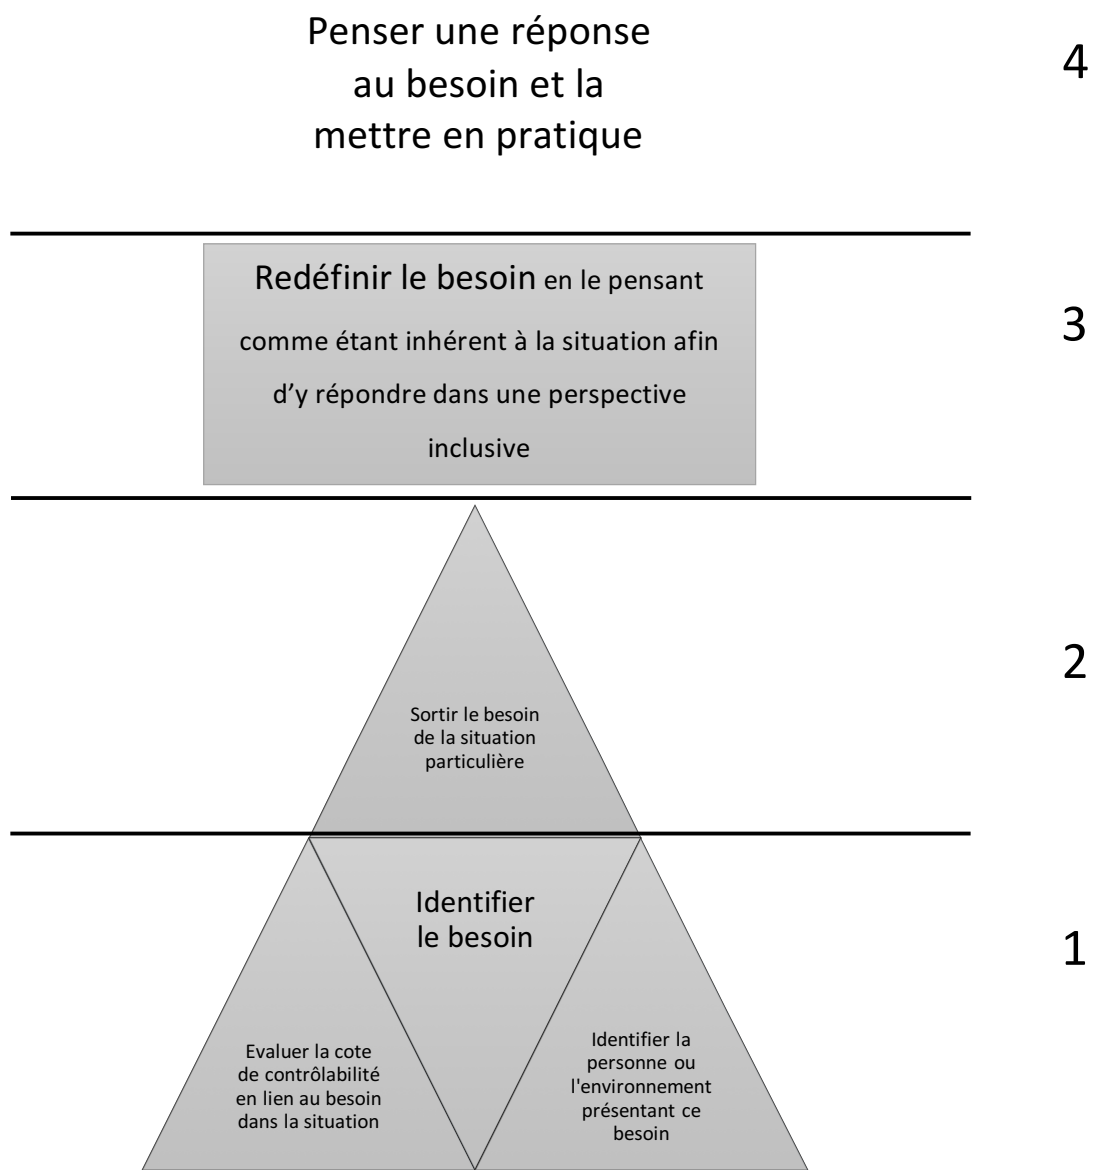 Penser une réponse
au besoin et la
mettre en pratique
4
Redéfinir le besoin en le pensant
comme étant inhérent à la situation afin
d’y répondre dans une perspective
inclusive
3
Sortir le besoin
de la situation
particulière
2
Identifier
le besoin
1
Evaluer la cote
de contrôlabilité
en lien au besoin
dans la situation
Identifier la
personne ou
l'environnement
présentant ce
besoin